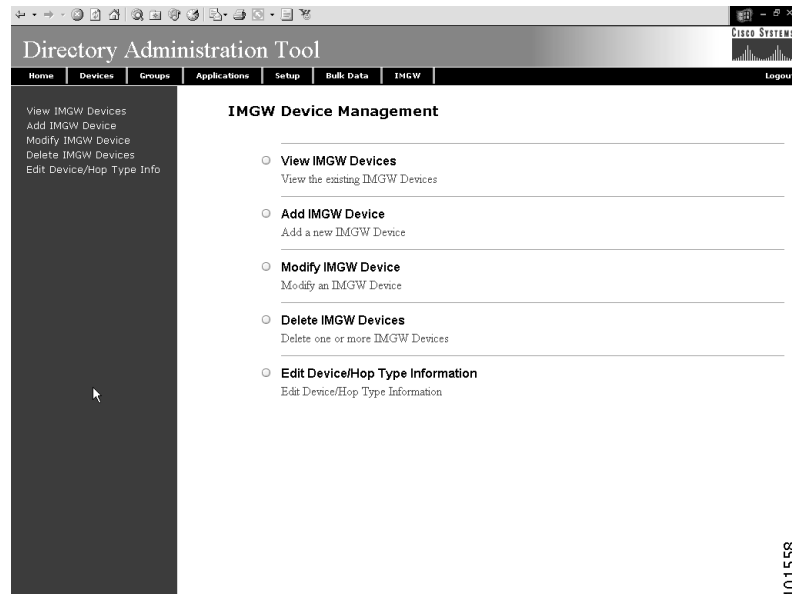 CISCO SYSTEMS
Directory Administration Tool
Home Devices Groups Applications Setup Bulk Data IMGW Logout
View IMGW Devices
Add IMGW Device
Modify IMGW Device
Delete IMGW Devices
Edit Device/Hop Type Info
IMGW Device Management
View IMGW Devices
View the existing IMGW Devices
Add IMGW Device
Add a new IMGW Device
Modify IMGW Device
Modify an IMGW Device
Delete IMGW Devices
Delete one or more IMGW Devices
Edit Device/Hop Type Information
Edit Device/Hop Type Information
101558